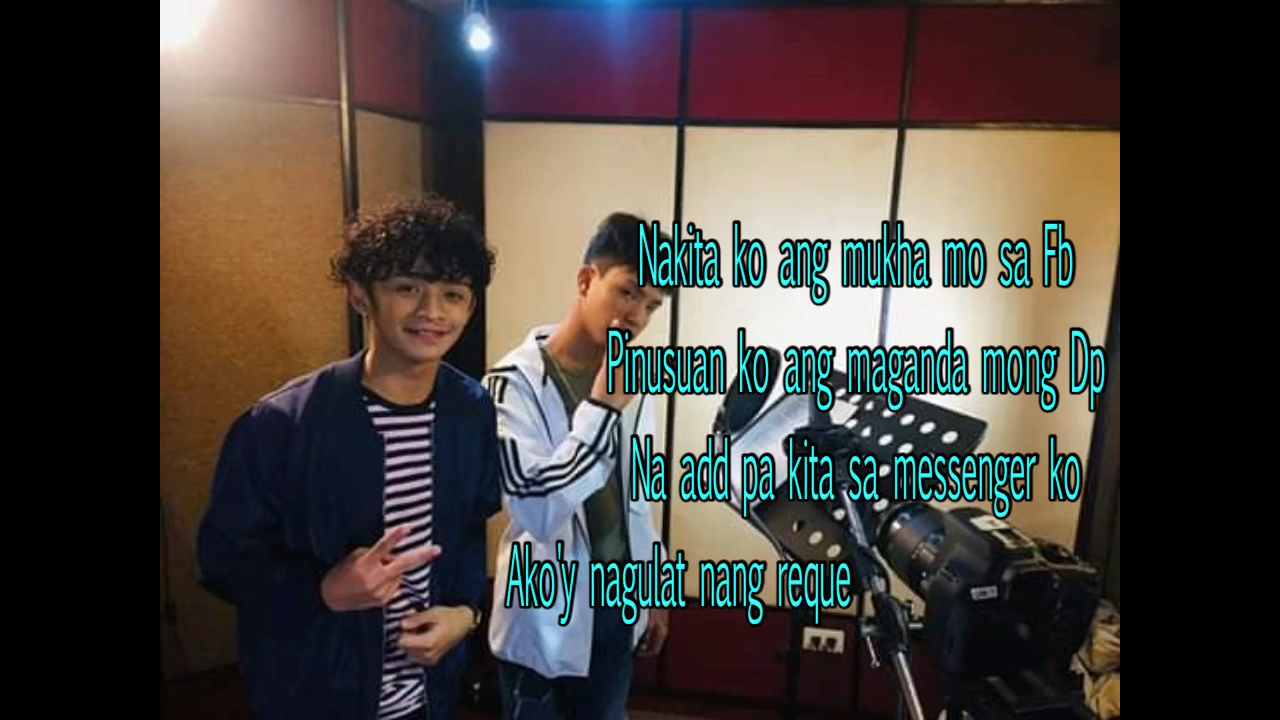 Nakita ko ang mukha mo sa Fb
Pinusuan ko ang maganda mong Dp
Na add pa kita sa messenger ko
Ako'y nagulat nang reque